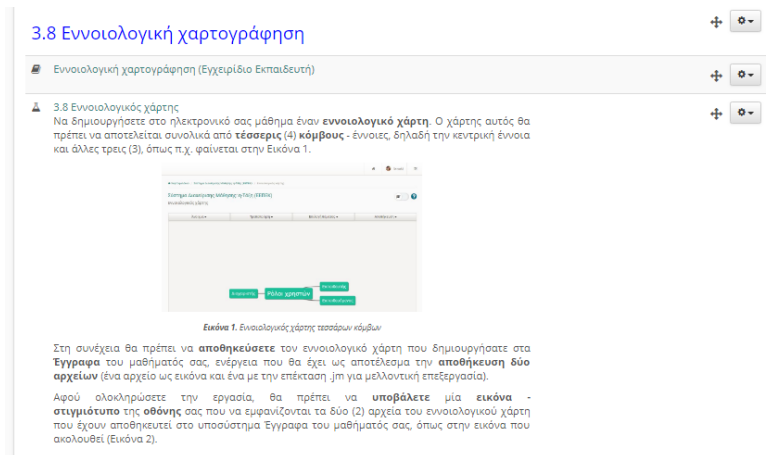 3.8 Εννοιολογική χαρτογράφηση
Εννοιολογική χαρτογράφηση (Εγχειρίδιο Εκπαιδευτή)
3.8 Εννοιολογικός χάρτης
Να δημιουργήσετε στο ηλεκτρονικό σας μάθημα έναν εννοιολογικό χάρτη. Ο χάρτης αυτός θα
πρέπει να αποτελείται συνολικά από τέσσερις (4) κόμβους - έννοιες, δηλαδή την κεντρική έννοια
και άλλες τρεις (3), όπως π.χ. φαίνεται στην Εικόνα 1.
Εννοιολογικός χάρτης
Ρόλοι χρηστών
Εικόνα 1. Εννοιολογικός χάρτης τεσσάρων κόμβων
Στη συνέχεια θα πρέπει να αποθηκεύσετε τον εννοιολογικό χάρτη που δημιουργήσατε στα
Έγγραφα του μαθήματός σας, ενέργεια που θα έχει ως αποτέλεσμα την αποθήκευση δύο
αρχείων (ένα αρχείο ως εικόνα και ένα με την επέκταση .jm για μελλοντική επεξεργασία).
Αφού ολοκληρώσετε την εργασία, θα πρέπει να υποβάλετε μία εικόνα -
στιγμιότυπο της οθόνης σας που να εμφανίζονται τα δύο (2) αρχεία του εννοιολογικού χάρτη
που έχουν αποθηκευτεί στο υποσύστημα Έγγραφα του μαθήματός σας, όπως στην εικόνα που
ακολουθεί (Εικόνα 2).